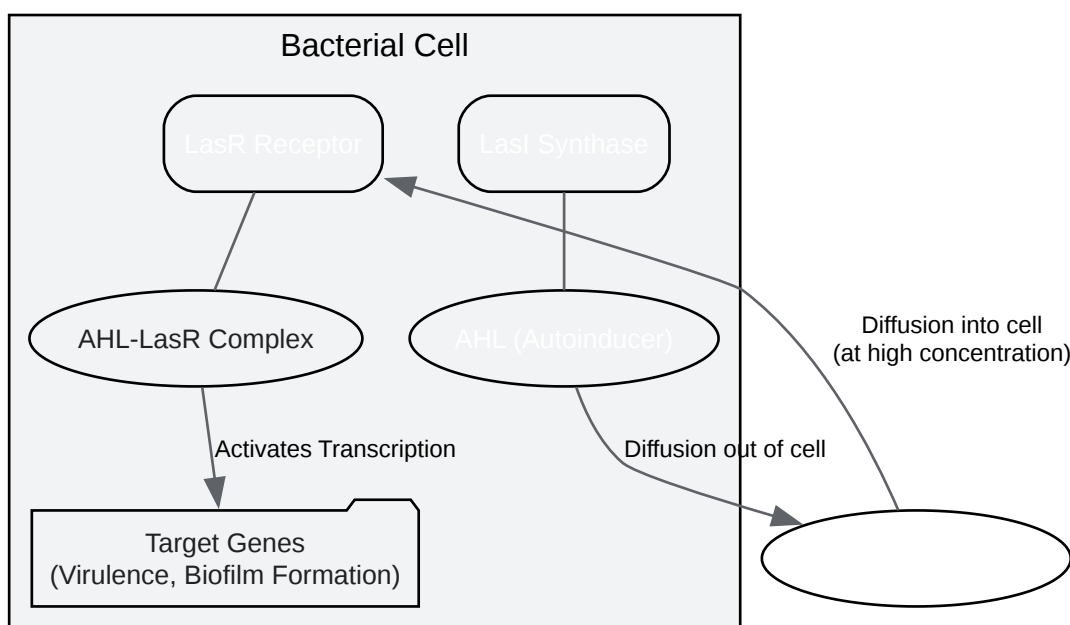 Bacterial Cell
LasR Receptor
LasI Synthase
AHL-LasR Complex
AHL (Autoinducer)
Diffusion into cell
(at high concentration)
Activates Transcription
Diffusion out of cell
Target Genes
(Virulence, Biofilm Formation)